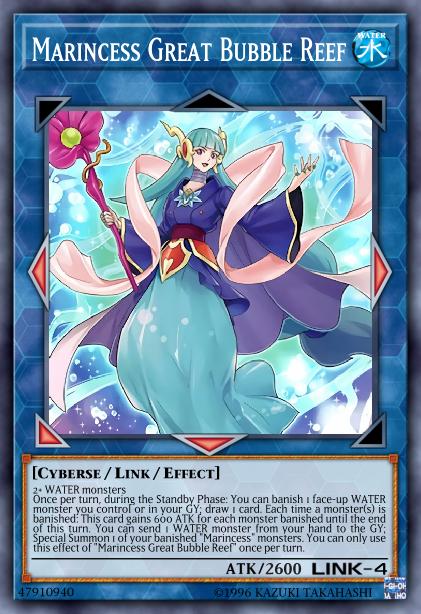 Marincess Great Bubble Reef
WATER
水
[Cyberse / Link / Effect]
2+ WATER monsters
Once per turn, during the Standby Phase: You can banish 1 face-up WATER
monster you control or in your GY; draw 1 card. Each time a monster(s) is
banished: This card gains 600 ATK for each monster banished until the end
of this turn. You can send 1 WATER monster from your hand to the GY;
Special Summon 1 of your banished "Marincess" monsters. You can only use
this effect of "Marincess Great Bubble Reef" once per turn.
ATK/2600 LINK-4
47910940 ©1996 KAZUKI TAKAHASHI